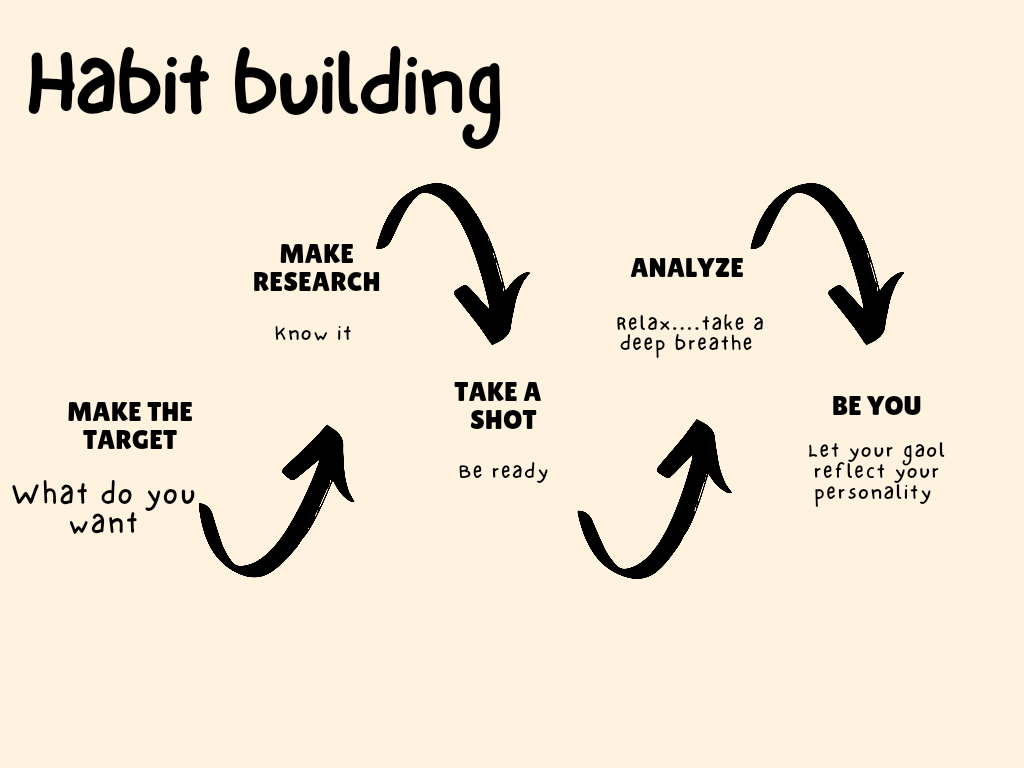 Habit building
MAKE THE
TARGET
What do you
want
MAKE
RESEARCH
Know it
TAKE A
SHOT
Be ready
ANALYZE
Relax....take a
deep breathe
BE YOU
Let your gaol
reflect your
personality